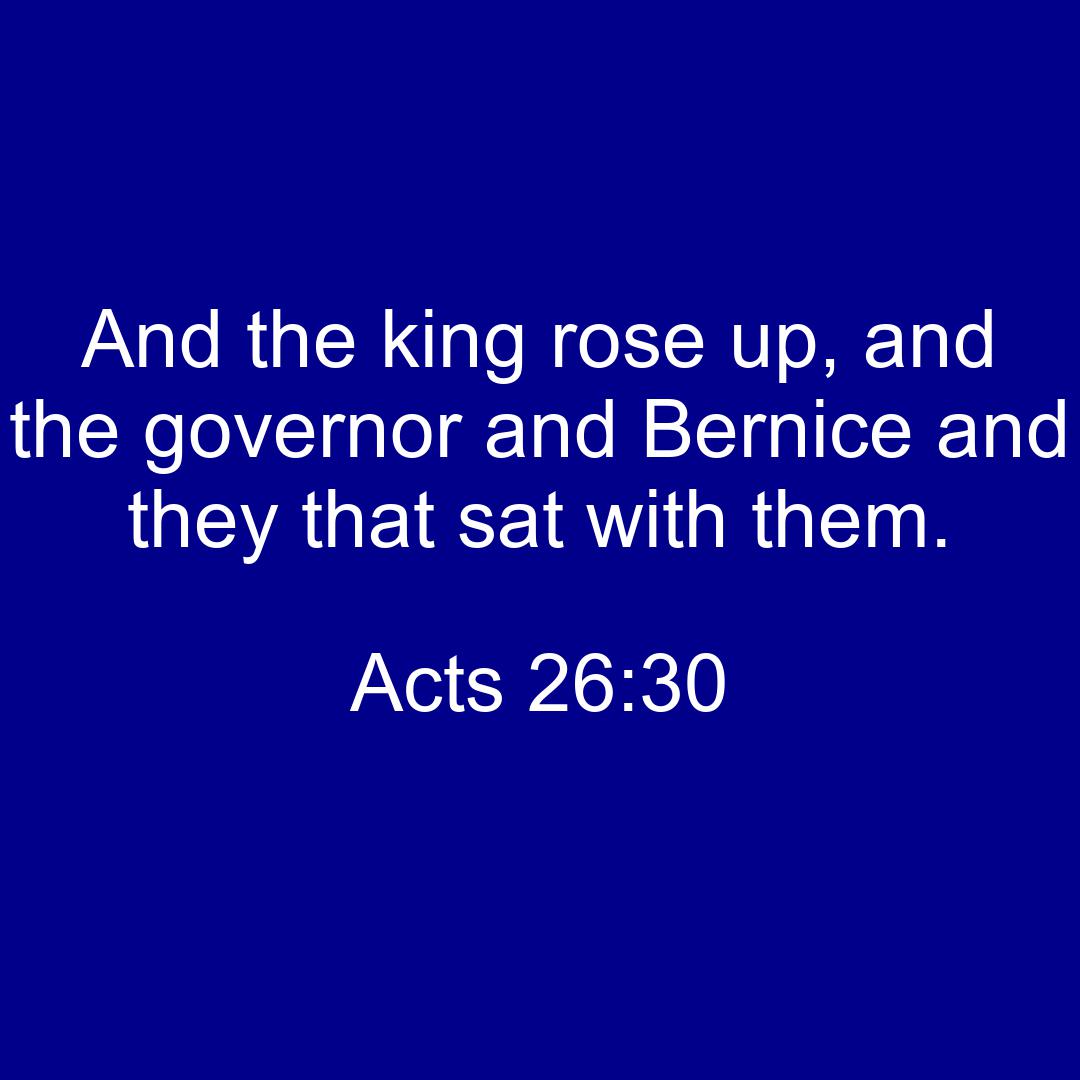 And the king rose up, and
the governor and Bernice and
they that sat with them.
Acts 26:30